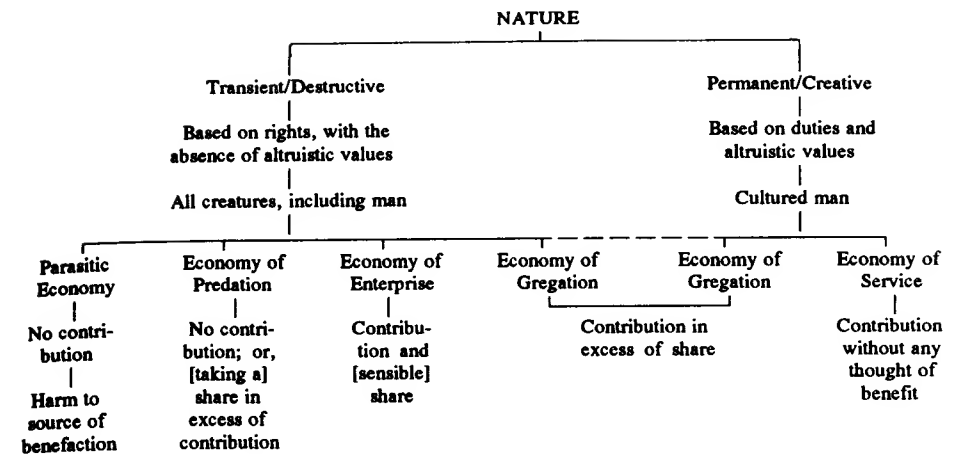 NATURE
Transient/Destructive
Based on rights, with the
absence of altruistic values
All creatures, including man
Permanent/Creative
Based on duties and
altruistic values
Cultured man
Parasitic
Economy
No contri-
bution
Harm to
source of
benefaction
Economy of
Predation
No contri-
bution; or,
[taking a]
share in
excess of
contribution
Economy of
Enterprise
Contribu-
tion and
[sensible]
share
Economy of
Gregation
Economy of
Gregation
Contribution in
excess of share
Economy of
Service
Contribution
without any
thought of
benefit